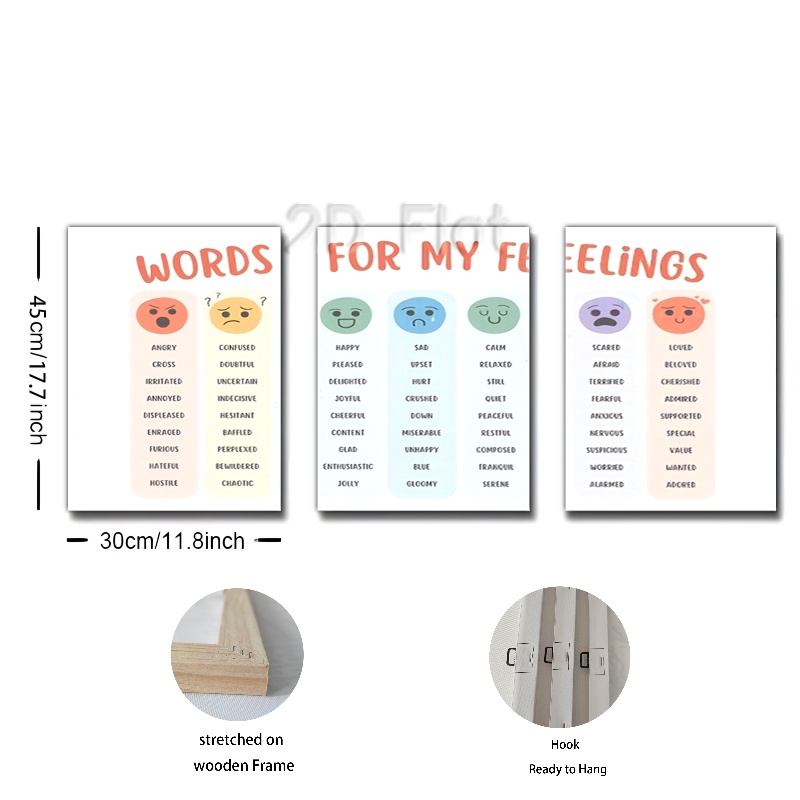 2D Flat
WORDS
FOR MY FE
EELiNGS
? ? ?
ANGRY
CROSS
IRRITATED
ANNOYED
DISPLEASED
ENRAGED
FURIOUS
HATEFUL
HOSTILE
CONFUSED
DOUBTFUL
UNCERTAIN
INDECISIVE
HESITANT
BAFFLED
PERPLEXED
BEWILDERED
CHAOTIC
HAPPY
PLEASED
DELIGHTED
JOYFUL
CHEERFUL
CONTENT
GLAD
ENTHUSIASTIC
JOLLY
SAD
UPSET
HURT
CRUSHED
DOWN
MISERABLE
UNHAPPY
BLUE
GLOOMY
CALM
RELAXED
STILL
QUIET
PEACEFUL
RESTFUL
COMPOSED
TRANQUIL
SERENE
SCARED
AFRAID
TERRIFIED
FEARFUL
ANXIOUS
NERVOUS
SUSPICIOUS
WORRIED
ALARMED
LOVED
BELOVED
CHERISHED
ADMIRED
SUPPORTED
SPECIAL
VALUE
WANTED
ADORED
45cm/17.7inch
30cm/11.8inch
stretched on
wooden Frame
Hook
Ready to Hang